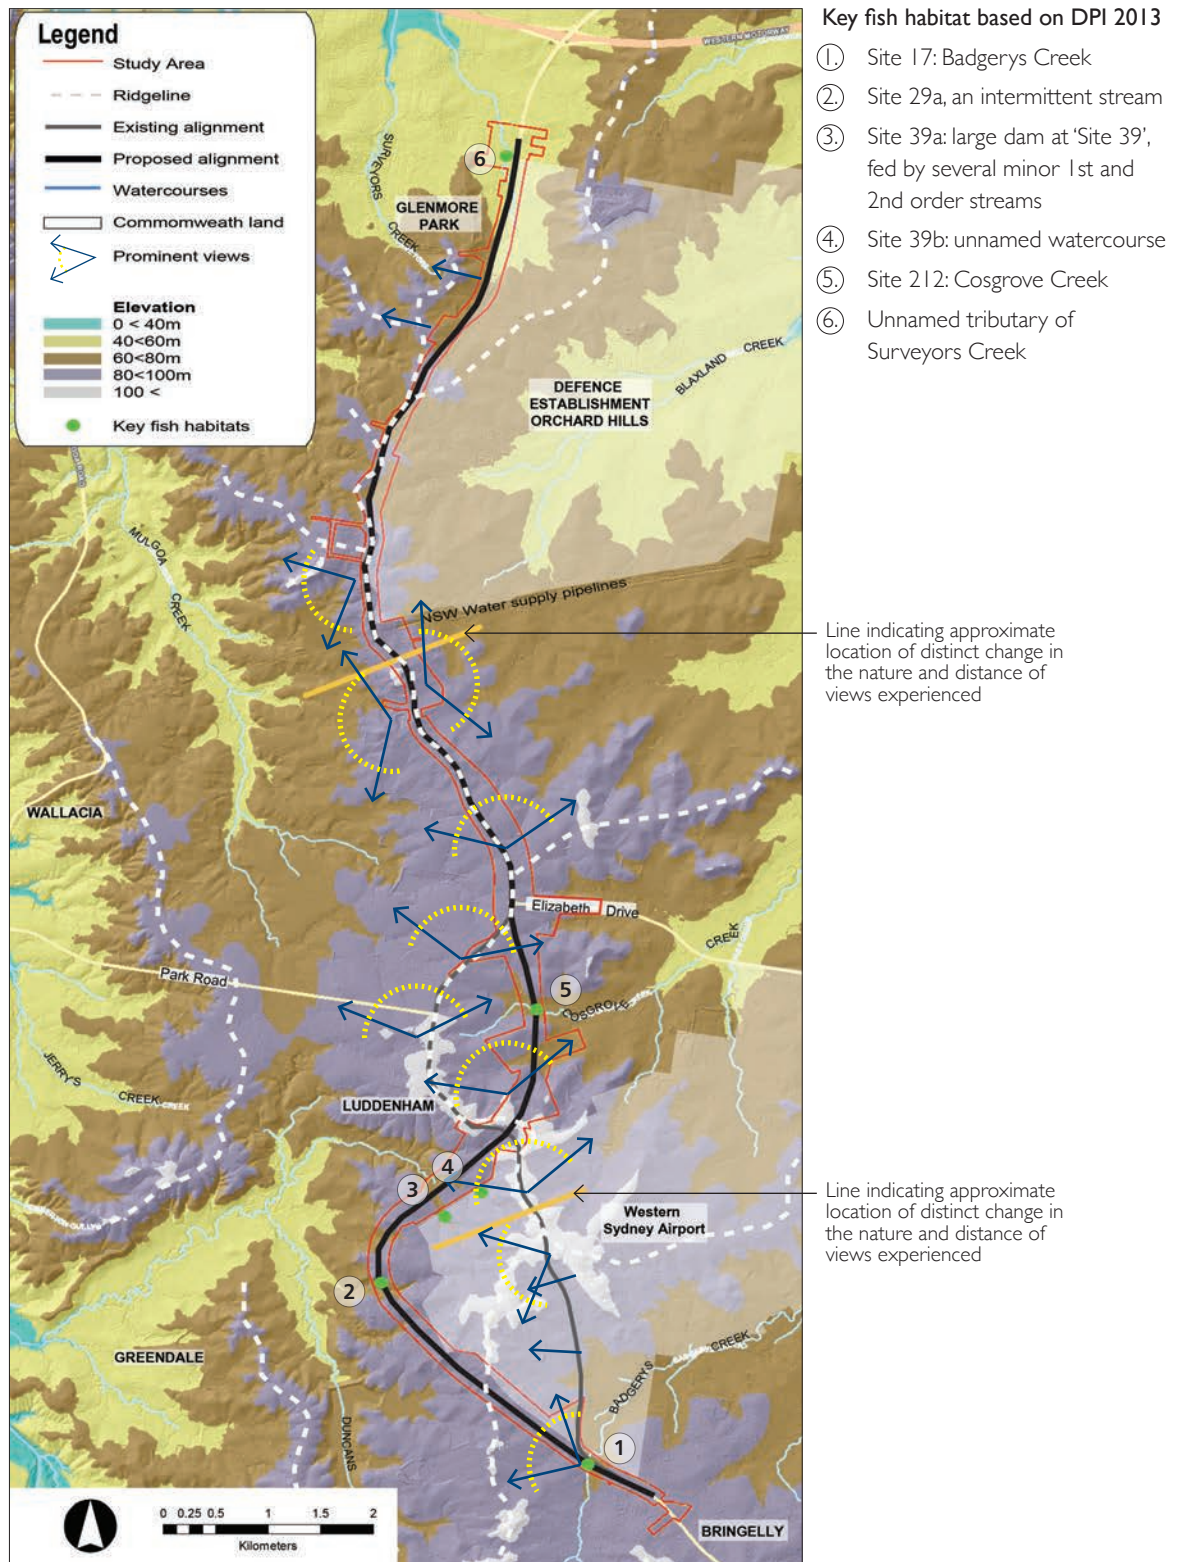 Legend
Study Area
Ridgeline
Existing alignment
Proposed alignment
Watercourses
Commomweath land
Prominent views
Elevation
0 < 40m
40<60m
60<80m
80<100m
100 <
Key fish habitats
Key fish habitat based on DPI 2013
1. Site 17: Badgerys Creek
2. Site 29a, an intermittent stream
3. Site 39a: large dam at ‘Site 39’,
fed by several minor 1st and
2nd order streams
4. Site 39b: unnamed watercourse
5. Site 212: Cosgrove Creek
6. Unnamed tributary of
Surveyors Creek
WESTERN MOTORWAY
SURVEYORS
CREEK
6
GLENMORE
PARK
BLAXLAND CREEK
DEFENCE
ESTABLISHMENT
ORCHARD HILLS
MULGOA
CREEK
NSW Water supply pipelines
Line indicating approximate
location of distinct change in
the nature and distance of
views experienced
WALLACIA
Elizabeth Drive
CREEK
Park Road
5
COSGROVE
JERRY'S
CREEK
CREEK
LUDDENHAM
4
3
Line indicating approximate
location of distinct change in
the nature and distance of
views experienced
Western
Sydney Airport
2
GREENDALE
CREEK
BADGERYS
DUNCANS
1
0 0.25 0.5 1 1.5 2
Kilometers
BRINGELLY